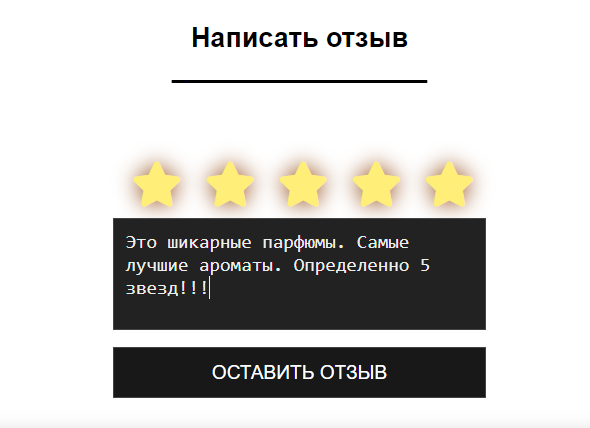 Написать отзыв
Это шикарные парфюмы. Самые
лучшие ароматы. Определенно 5
звезд!!!
ОСТАВИТЬ ОТЗЫВ